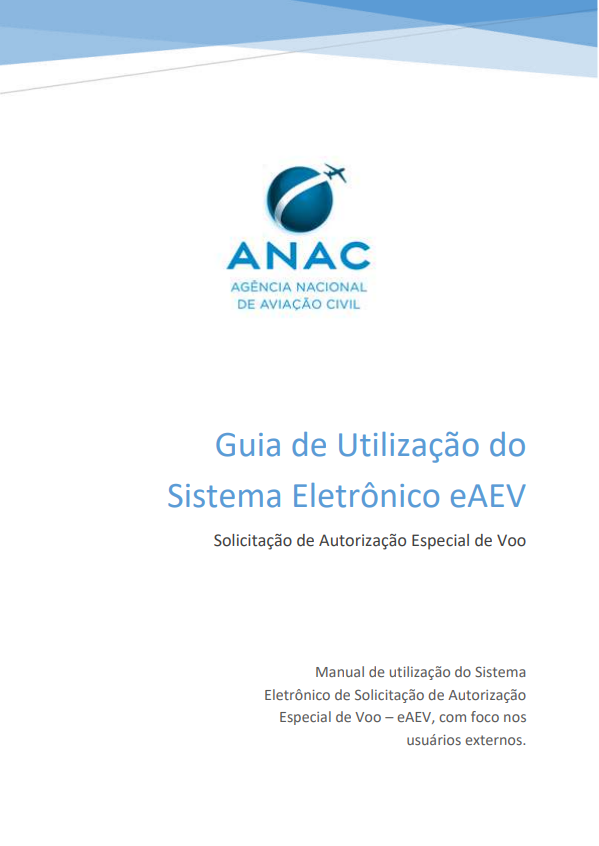 ANAC
AGÊNCIA NACIONAL
DE AVIAÇÃO CIVIL
Guia de Utilização do
Sistema Eletrônico eAEV
Solicitação de Autorização Especial de Voo
Manual de utilização do Sistema
Eletrônico de Solicitação de Autorização
Especial de Voo – eAEV, com foco nos
usuários externos.